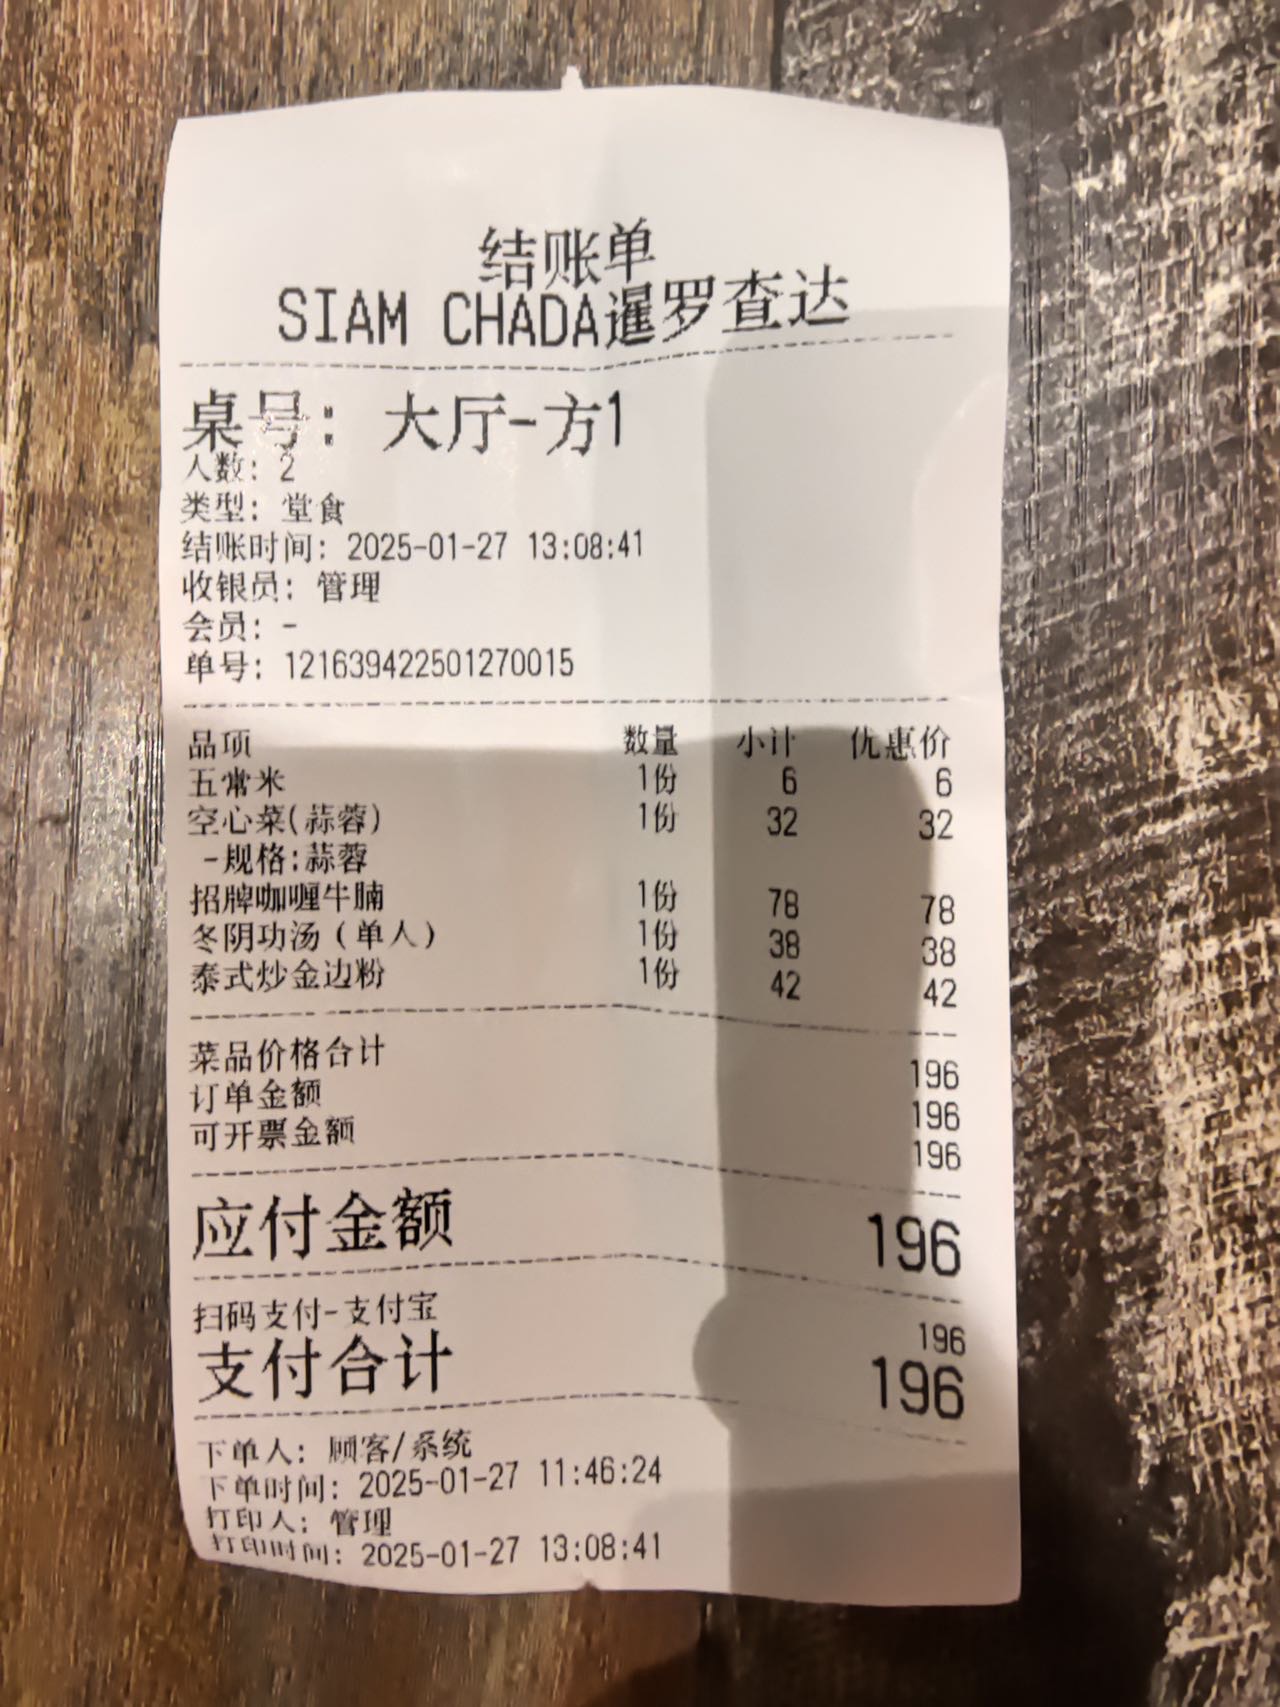 结账单
SIAM CHADA暹罗查达
桌号: 大厅-方1
人数: 2
类型: 堂食
结账时间: 2025-01-27 13:08:41
收银员: 管理
会员: -
单号: 121639422501270015
品项 数量 小计 优惠价
五常米 1份 6 6
空心菜(蒜蓉) 1份 32 32
-规格:蒜蓉
招牌咖喱牛腩 1份 78 78
冬阴功汤(单人) 1份 38 38
泰式炒金边粉 1份 42 42
菜品价格合计 196
订单金额 196
可开票金额 196
应付金额 196
扫码支付-支付宝 196
支付合计 196
下单人: 顾客/系统
下单时间: 2025-01-27 11:46:24
打印人: 管理
打印时间: 2025-01-27 13:08:41